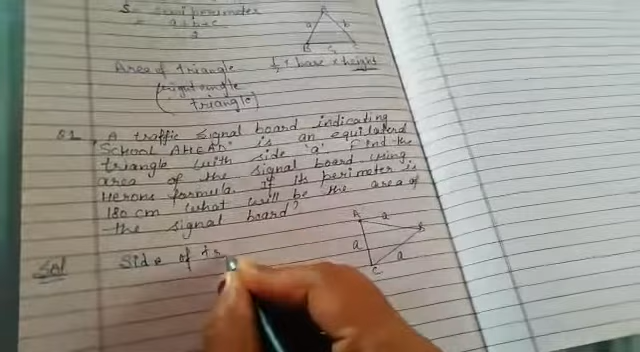 S = semi perimeter
= a+b+c
2
A
a b
B C
Area of triangle 1/2 × base × height
(right angle
triangle)
Q1. A traffic signal board indicating
SCHOOL AHEAD" is an equilateral
triangle with side 'a'. Find the
area of the signal board using
Herons formula. If its perimeter is
180 cm what will be the area of
the signal board?
A a B
a a
C
Sol Side of tr